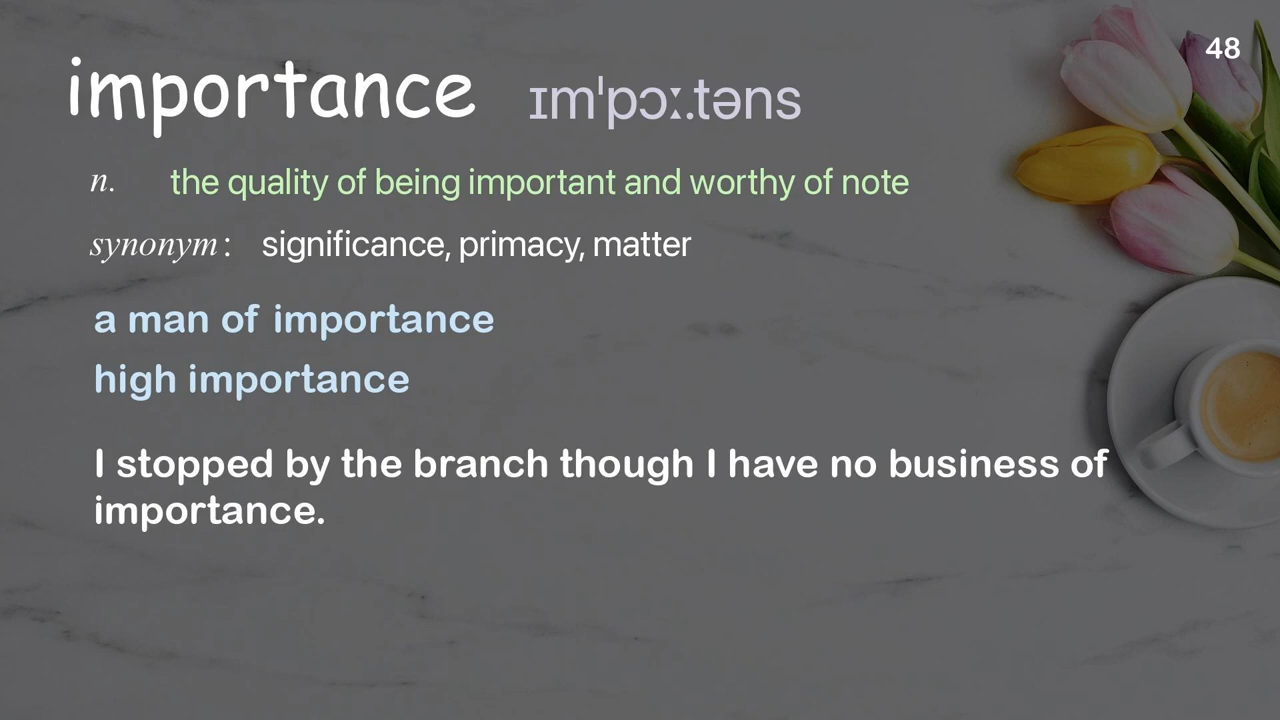 48
importance ɪmˈpɔː.təns
n. the quality of being important and worthy of note
synonym: significance, primacy, matter
a man of importance
high importance
I stopped by the branch though I have no business of
importance.